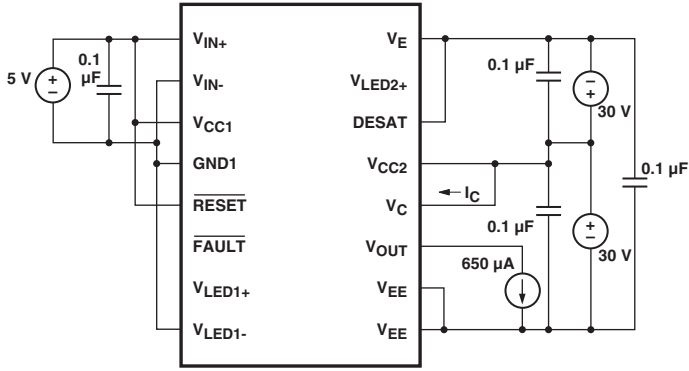 5 V
+
−
0.1
µF
V_IN+
V_IN-
V_CC1
GND1
RESET
FAULT
V_LED1+
V_LED1-
V_E
V_LED2+
DESAT
V_CC2
V_C
V_OUT
V_EE
V_EE
I_C
650 µA
0.1 µF
−
+
30 V
0.1 µF
0.1 µF
+
−
30 V